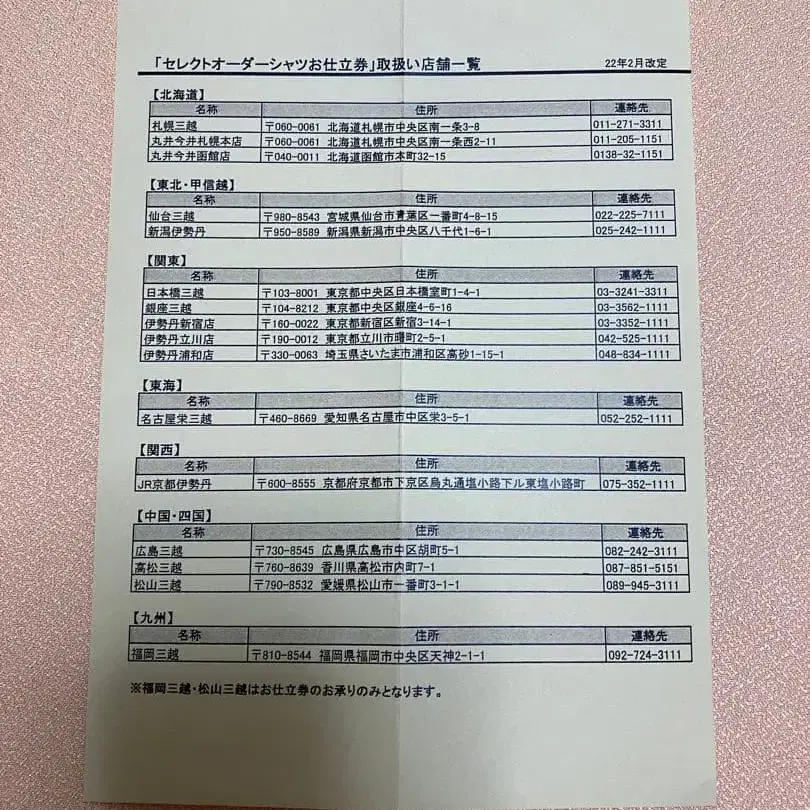 「セレクトオーダーシャツお仕立券」取扱い店舗一覧 22年2月改定
【北海道】
名称 住所 連絡先
札幌三越 〒060-0061 北海道札幌市中央区南一条3-8 011-271-3311
丸井今井札幌本店 〒060-0061 北海道札幌市中央区南一条西2-11 011-205-1151
丸井今井函館店 〒040-0011 北海道函館市本町32-15 0138-32-1151
【東北・甲信越】
名称 住所 連絡先
仙台三越 〒980-8543 宮城県仙台市青葉区一番町4-8-15 022-225-7111
新潟伊勢丹 〒950-8589 新潟県新潟市中央区八千代1-6-1 025-242-1111
【関東】
名称 住所 連絡先
日本橋三越 〒103-8001 東京都中央区日本橋室町1-4-1 03-3241-3311
銀座三越 〒104-8212 東京都中央区銀座4-6-16 03-3562-1111
伊勢丹新宿店 〒160-0022 東京都新宿区新宿3-14-1 03-3352-1111
伊勢丹立川店 〒190-0012 東京都立川市曙町2-5-1 042-525-1111
伊勢丹浦和店 〒330-0063 埼玉県さいたま市浦和区高砂1-15-1 048-834-1111
【東海】
名称 住所 連絡先
名古屋栄三越 〒460-8669 愛知県名古屋市中区栄3-5-1 052-252-1111
【関西】
名称 住所 連絡先
JR京都伊勢丹 〒600-8555 京都府京都市下京区烏丸通塩小路下ル東塩小路町 075-352-1111
【中国・四国】
名称 住所 連絡先
広島三越 〒730-8545 広島県広島市中区胡町5-1 082-242-3111
高松三越 〒760-8639 香川県高松市内町7-1 087-851-5151
松山三越 〒790-8532 愛媛県松山市一番町3-1-1 089-945-3111
【九州】
名称 住所 連絡先
福岡三越 〒810-8544 福岡県福岡市中央区天神2-1-1 092-724-3111
※福岡三越・松山三越はお仕立券のお承りのみとなります。